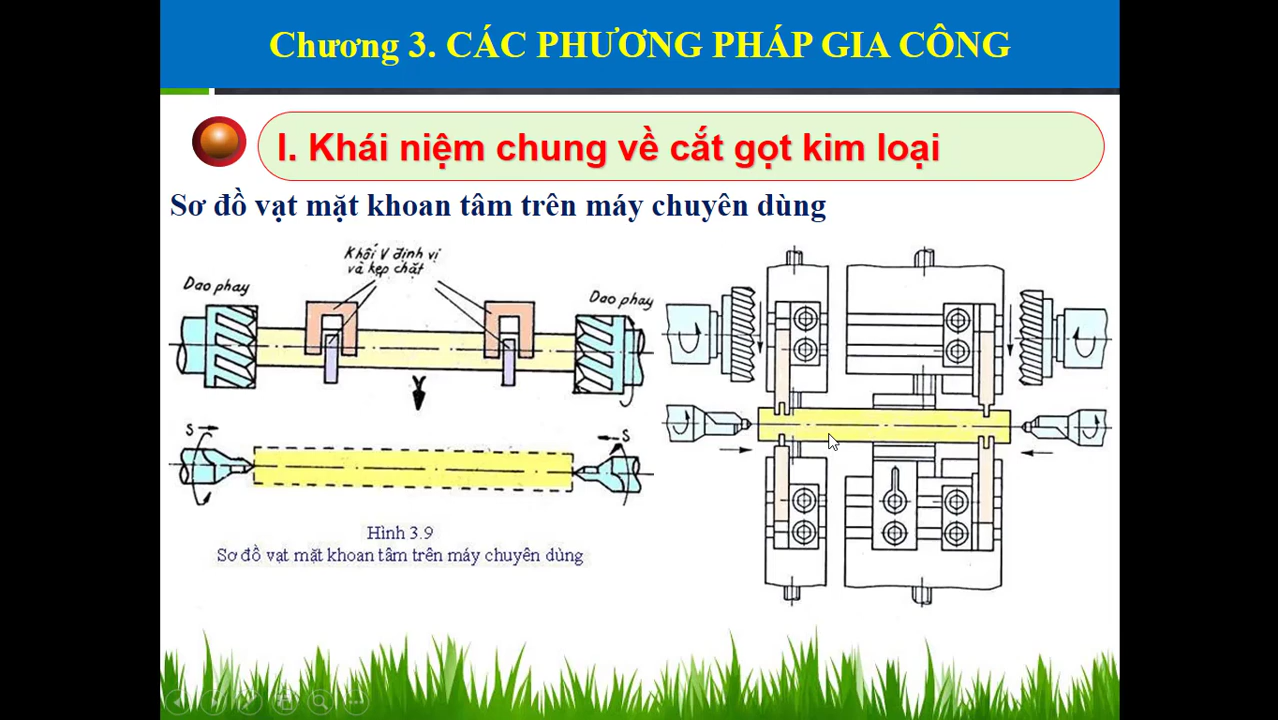 Chương 3. CÁC PHƯƠNG PHÁP GIA CÔNG
I. Khái niệm chung về cắt gọt kim loại
Sơ đồ vạt mặt khoan tâm trên máy chuyên dùng
Khối V định vị
và kẹp chặt
Dao phay
Dao phay
S
S
Hình 3.9
Sơ đồ vạt mặt khoan tâm trên máy chuyên dùng